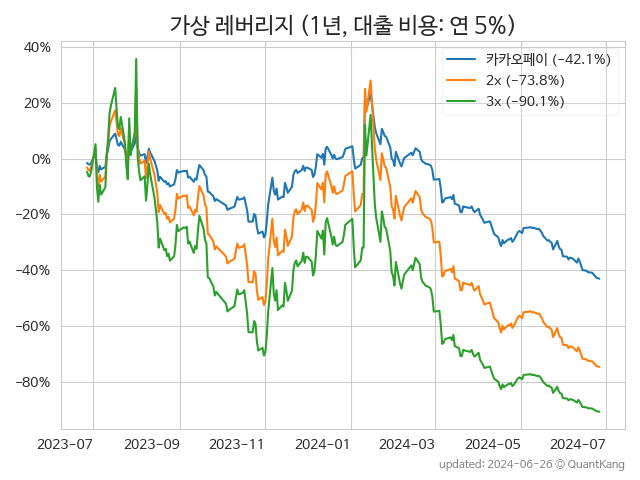 가상 레버리지 (1년, 대출 비용: 연 5%)
카카오페이 (−42.1%)
2x (−73.8%)
3x (−90.1%)
40%
20%
0%
−20%
−40%
−60%
−80%
2023-07 2023-09 2023-11 2024-01 2024-03 2024-05 2024-07
updated: 2024-06-26 © QuantKang